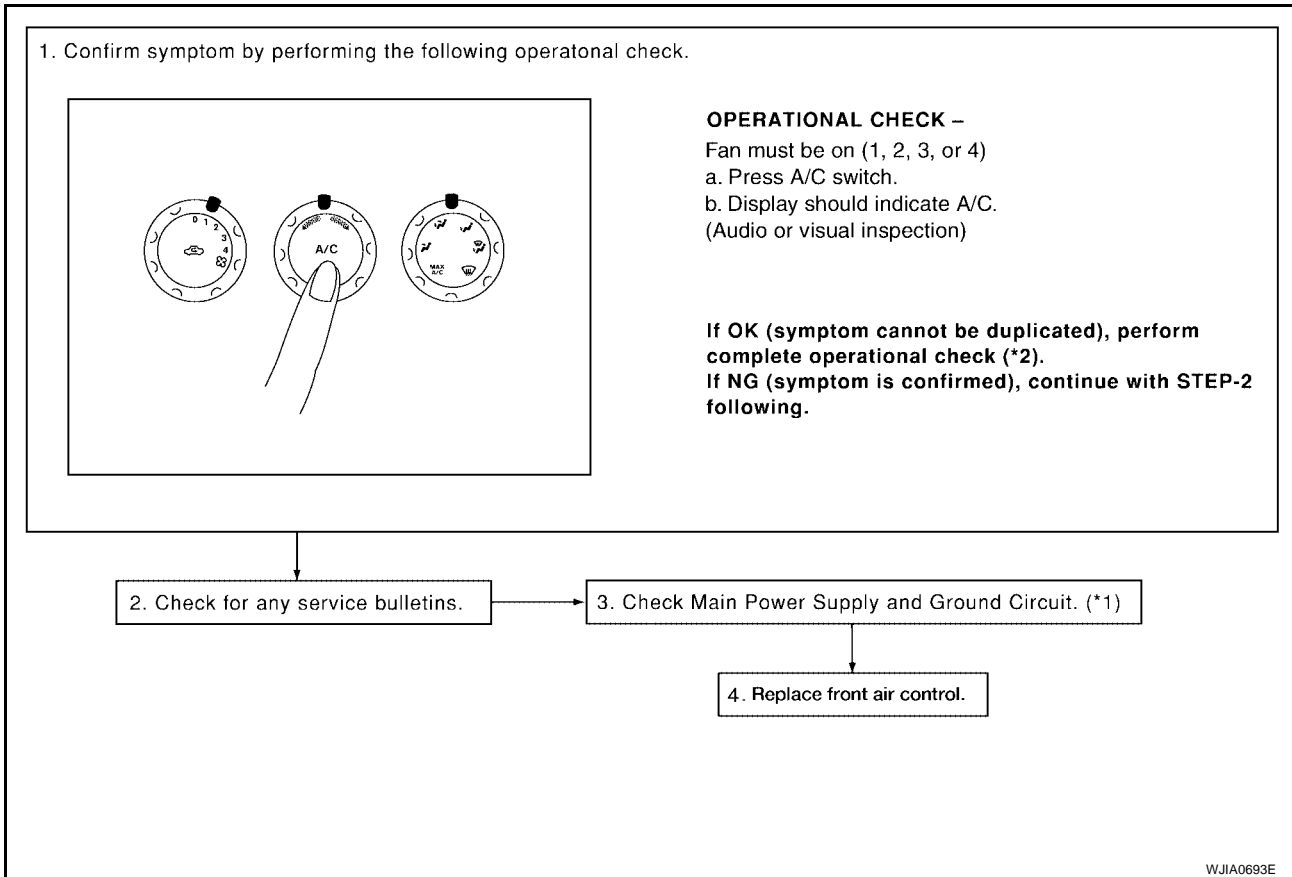 1. Confirm symptom by performing the following operatonal check.
0 1 2 3 4
A/C
MAX
A/C
OPERATIONAL CHECK –
Fan must be on (1, 2, 3, or 4)
a. Press A/C switch.
b. Display should indicate A/C.
(Audio or visual inspection)
If OK (symptom cannot be duplicated), perform
complete operational check (*2).
If NG (symptom is confirmed), continue with STEP-2
following.
2. Check for any service bulletins.
3. Check Main Power Supply and Ground Circuit. (*1)
4. Replace front air control.
WJIA0693E